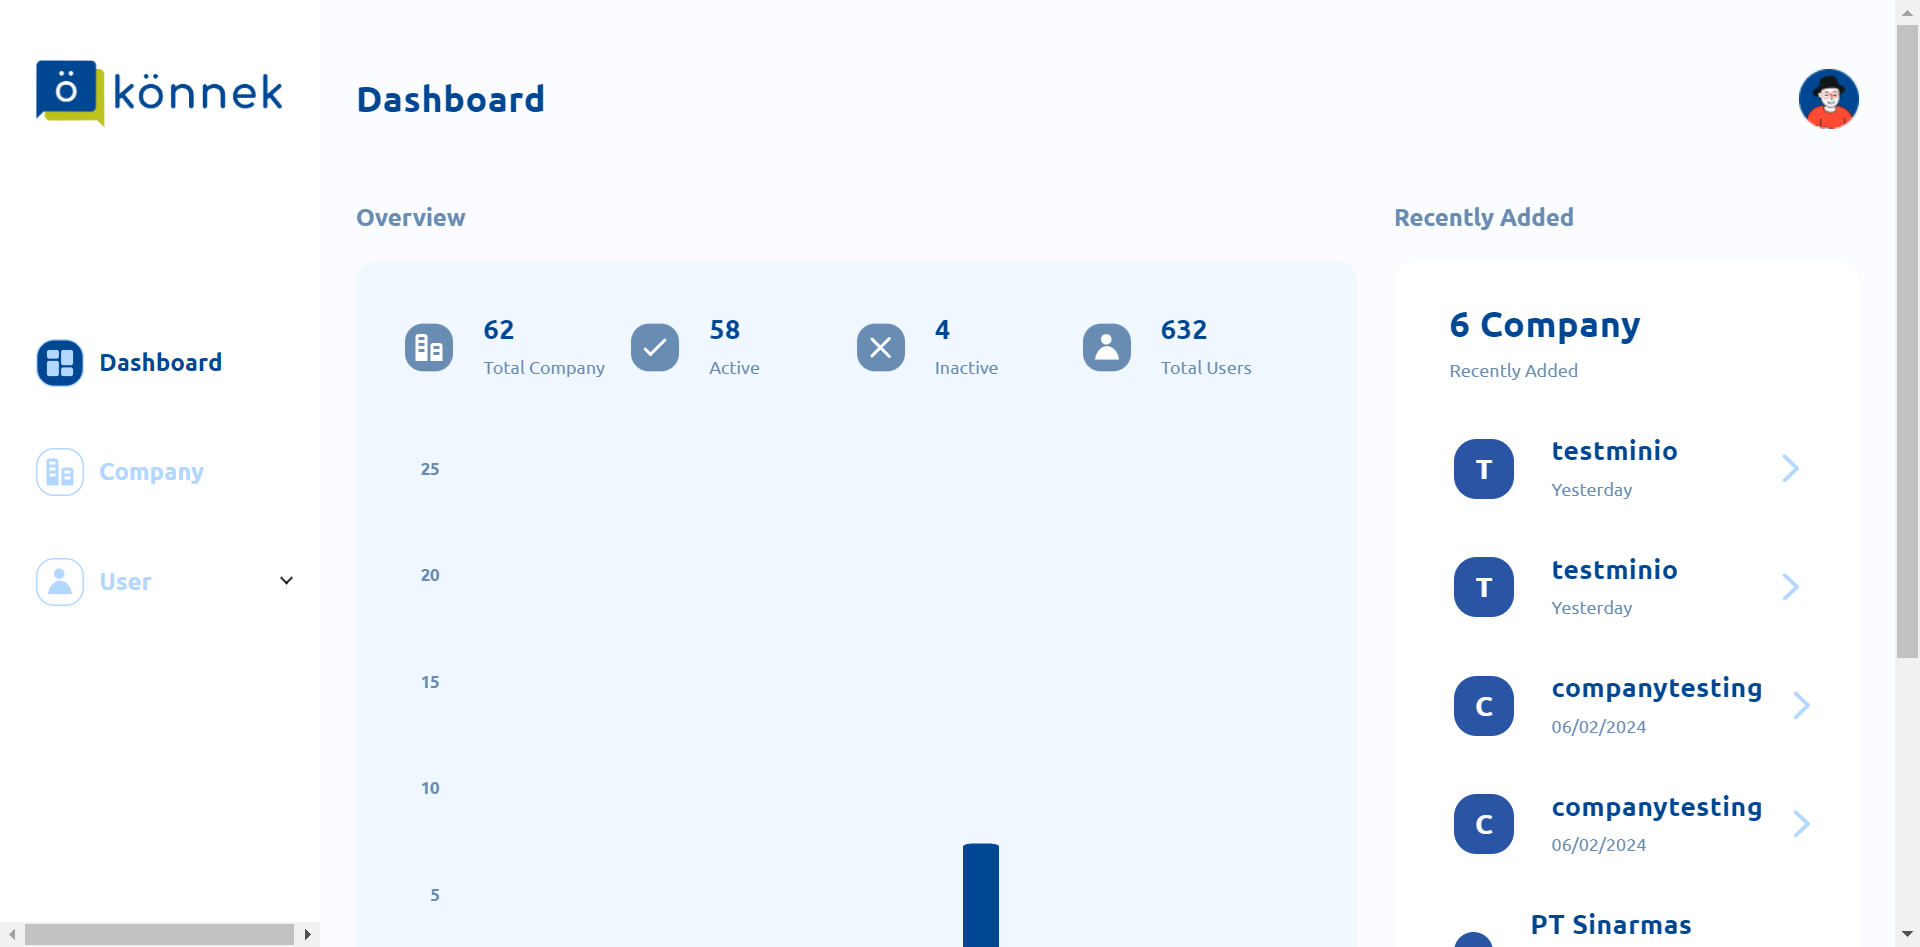 ö könnek
Dashboard
Dashboard
Company
User
Overview
62
Total Company
58
Active
4
Inactive
632
Total Users
25
20
15
10
5
Recently Added
6 Company
Recently Added
T
testminio
Yesterday
T
testminio
Yesterday
C
companytesting
06/02/2024
C
companytesting
06/02/2024
PT Sinarmas